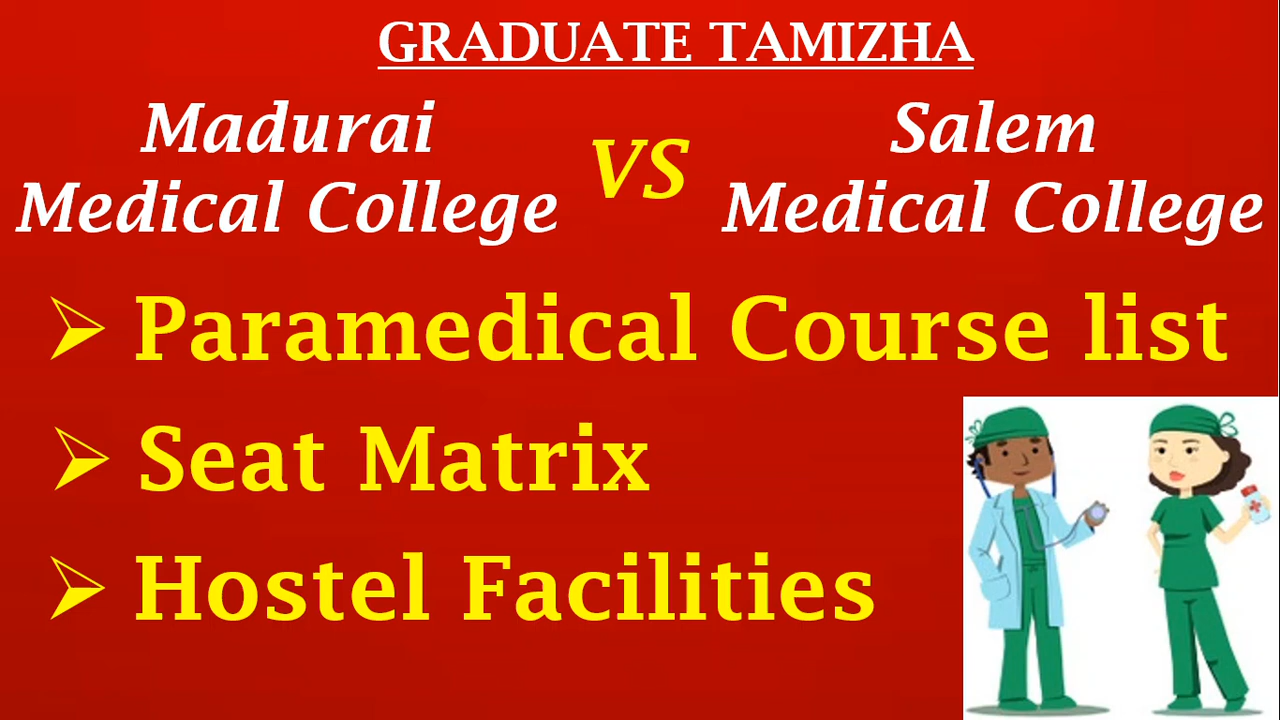 GRADUATE TAMIZHA
Madurai
Medical College
VS
Salem
Medical College
Paramedical Course list
Seat Matrix
Hostel Facilities